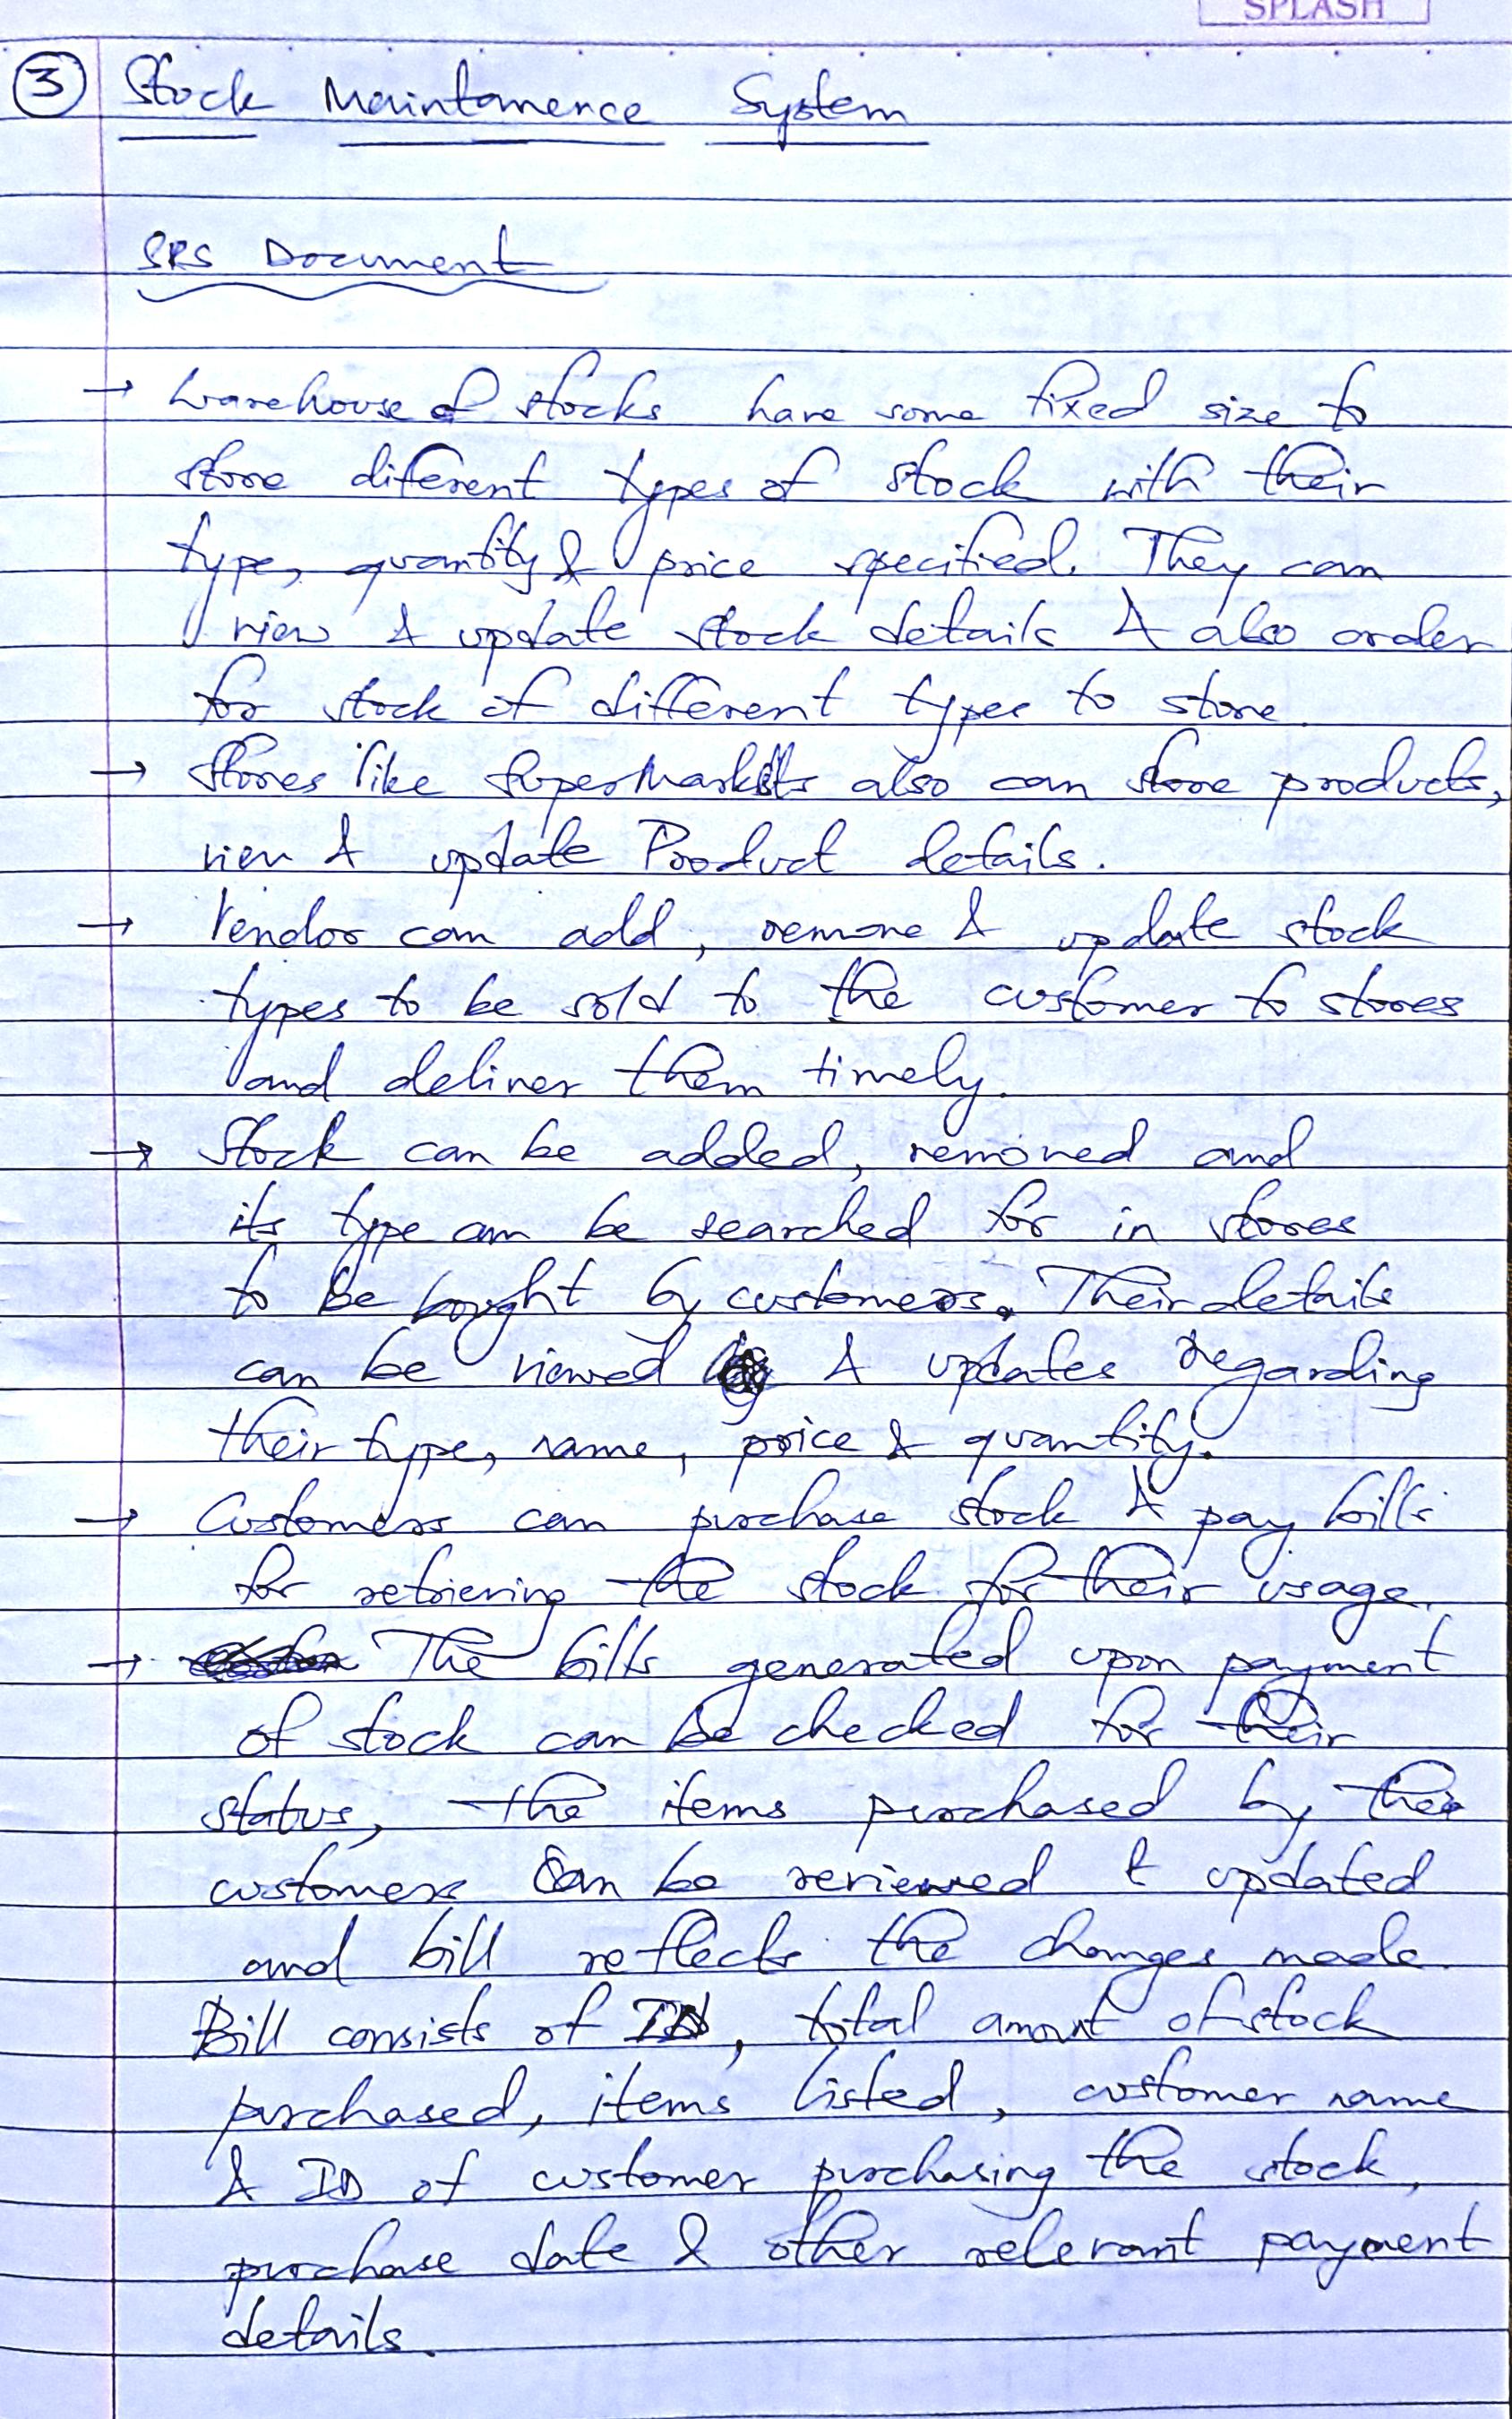 SPLASH
③ Stock Maintanence System
SRS Document
→ Warehouse of stocks have some fixed size to
store diferent types of stock with their
type, quantity & price specified. They can
view & update stock details & also order
for stock of different types to store.
→ Stores like SuperMarkets also can store products,
view & update Product details.
→ Vendor can add, remove & update stock
types to be sold to the customer to stores
and deliver them timely.
→ Stock can be added, removed and
its type can be searched for in stores
to be bought by customers. Their details
can be viewed & updates regarding
their type, name, price & quantity.
→ Customers can purchase stock & pay bills
for retrieving the stock for their usage.
→ The bills generated upon payment
of stock can be checked for their
status, the items purchased by the
customers can be reviewed & updated
and bill reflects the changes made.
Bill consists of ID, total amount of stock
purchased, items listed, customer name
& ID of customer purchasing the stock,
purchase date & other relevant payment
details.